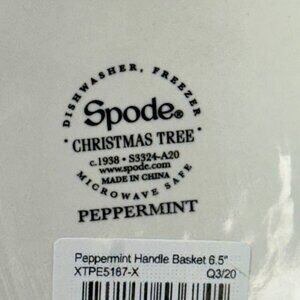 DISHWASHER, FREEZER
Spode®
· CHRISTMAS TREE ·
c.1938 • S3324-A20
www.spode.com
MADE IN CHINA
MICROWAVE SAFE
PEPPERMINT
Peppermint Handle Basket 6.5"
XTPE5167-X Q3/20